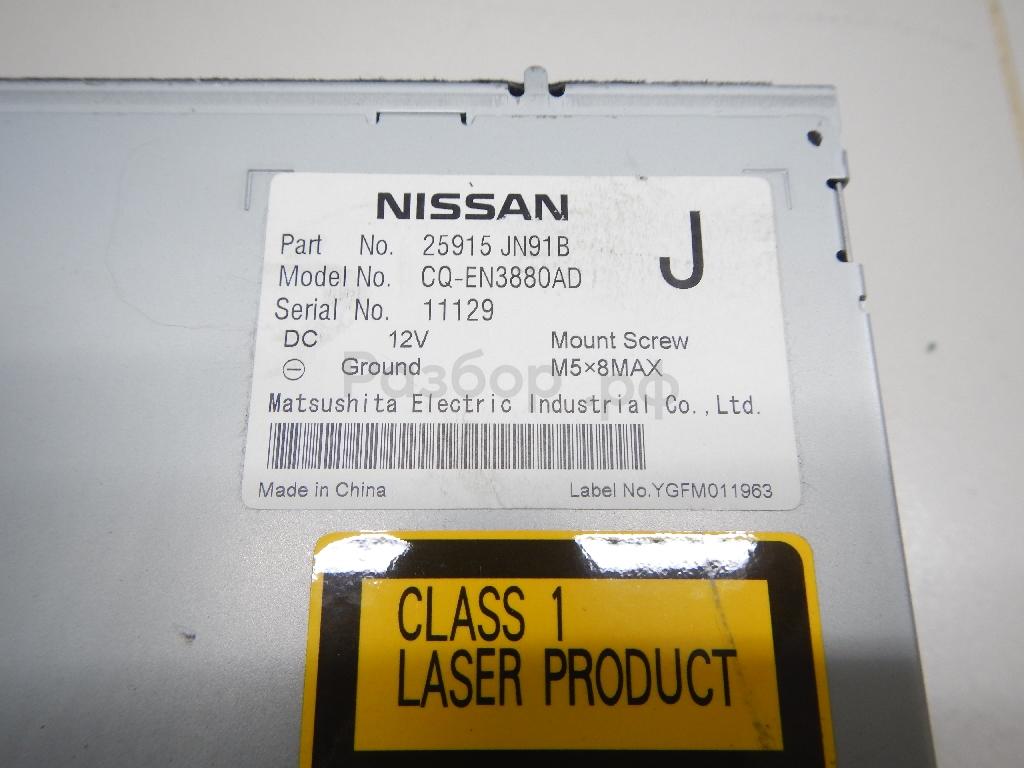 NISSAN
Part No. 25915 JN91B
J
Model No. CQ-EN3880AD
Serial No. 11129
DC 12V Mount Screw
⊖ Ground M5×8MAX
Разбор.рф
Matsushita Electric Industrial Co.,Ltd.
Made in China Label No.YGFM011963
CLASS 1
LASER PRODUCT